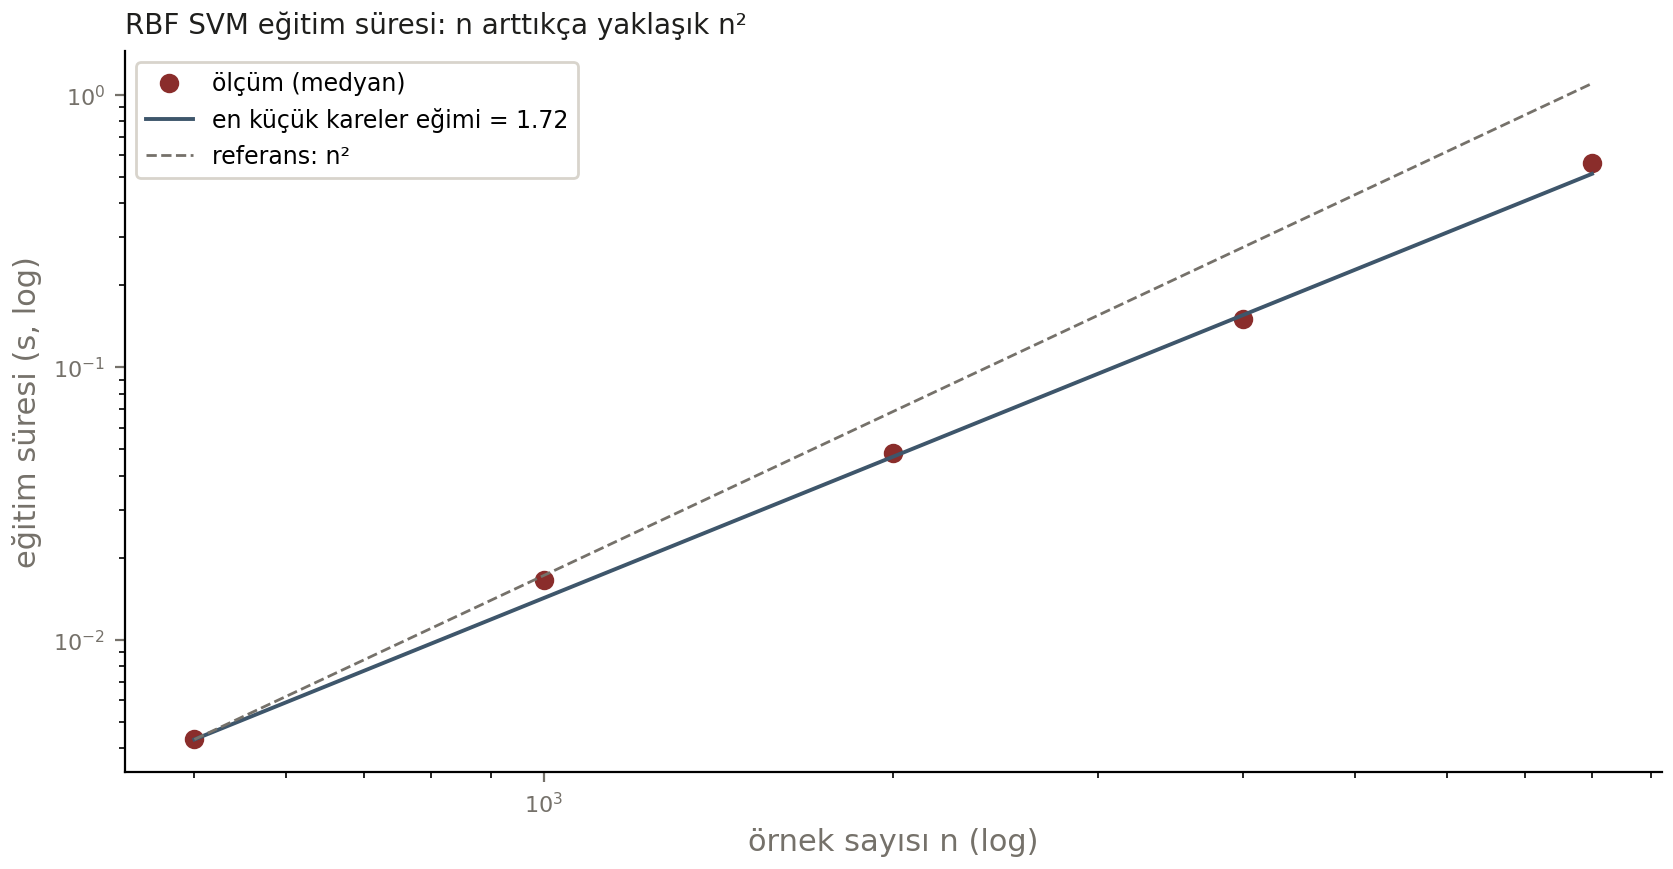 RBF SVM eğitim süresi: n arttıkça yaklaşık n²
ölçüm (medyan)
en küçük kareler eğimi = 1.72
referans: n²
eğitim süresi (s, log)
10⁰
10⁻¹
10⁻²
10³
örnek sayısı n (log)